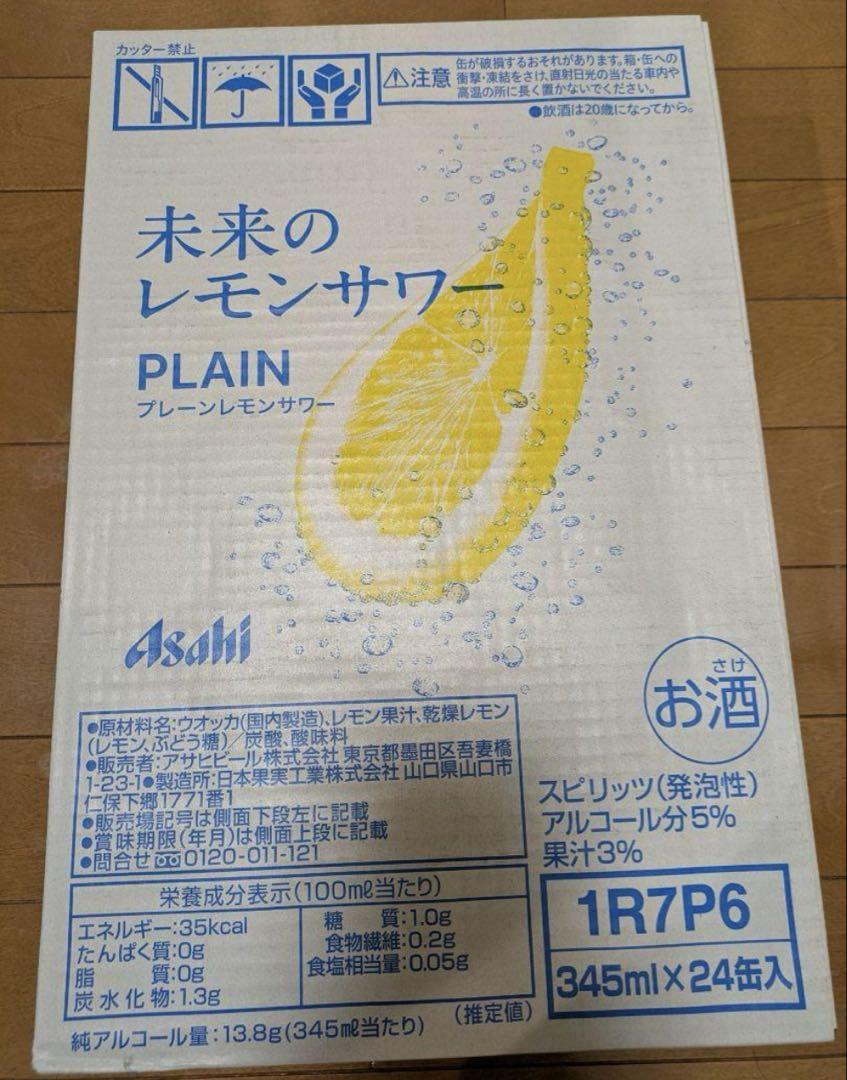 カッター禁止
⚠注意
缶が破損するおそれがあります。箱・缶への
衝撃・凍結をさけ、直射日光の当たる車内や
高温の所に長く置かないでください。
●飲酒は20歳になってから。
未来の
レモンサワー
PLAIN
プレーンレモンサワー
Asahi
さけ
お酒
●原材料名:ウオッカ(国内製造)、レモン果汁、乾燥レモン
(レモン、ぶどう糖)/炭酸、酸味料
●販売者:アサヒビール株式会社 東京都墨田区吾妻橋
1-23-1●製造所:日本果実工業株式会社 山口県山口市
仁保下郷1771番1
●販売場記号は側面下段左に記載
●賞味期限(年月)は側面上段に記載
●問合せ 0120-011-121
スピリッツ(発泡性)
アルコール分5%
果汁3%
栄養成分表示(100ml当たり)
エネルギー:35kcal
たんぱく質:0g
脂 質:0g
炭水化物:1.3g
糖 質:1.0g
食物繊維:0.2g
食塩相当量:0.05g
純アルコール量:13.8g(345ml当たり) (推定値)
1R7P6
345ml×24缶入